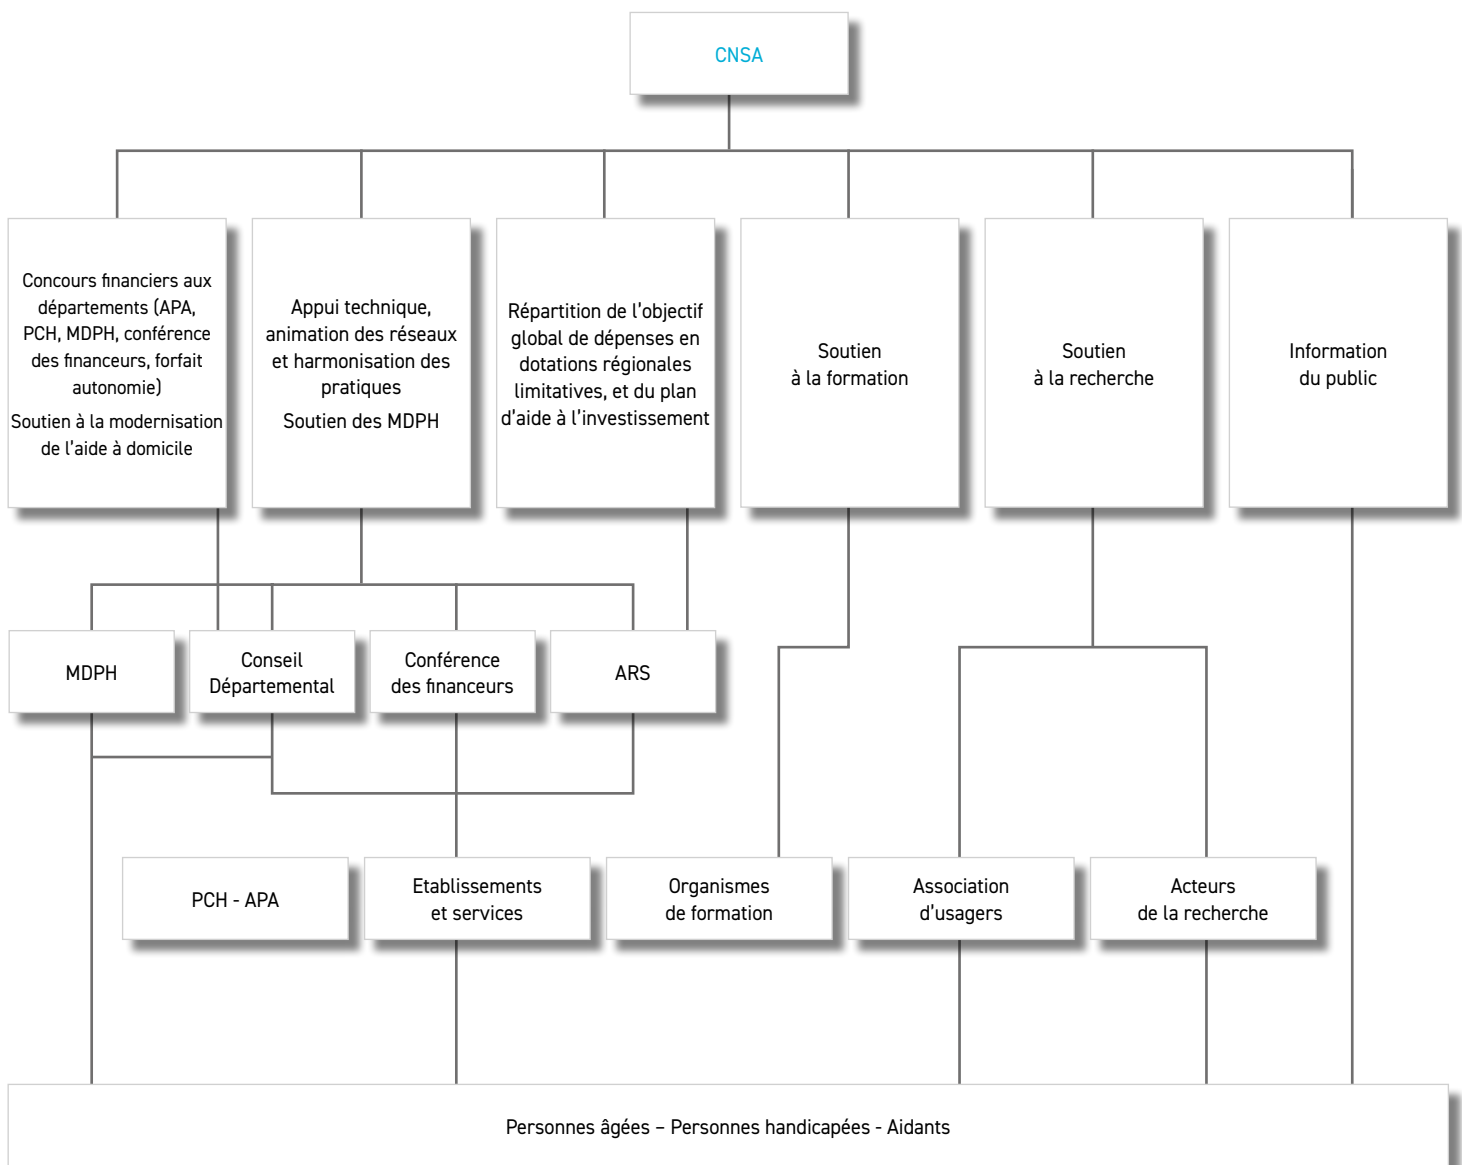 CNSA
Concours financiers aux
départements (APA,
PCH, MDPH, conférence
des financeurs, forfait
autonomie)
Soutien à la modernisation
de l'aide à domicile
Appui technique,
animation des réseaux
et harmonisation des
pratiques
Soutien des MDPH
Répartition de l'objectif
global de dépenses en
dotations régionales
limitatives, et du plan
d'aide à l'investissement
Soutien
à la formation
Soutien
à la recherche
Information
du public
MDPH
Conseil
Départemental
Conférence
des financeurs
ARS
PCH - APA
Etablissements
et services
Organismes
de formation
Association
d'usagers
Acteurs
de la recherche
Personnes âgées – Personnes handicapées - Aidants